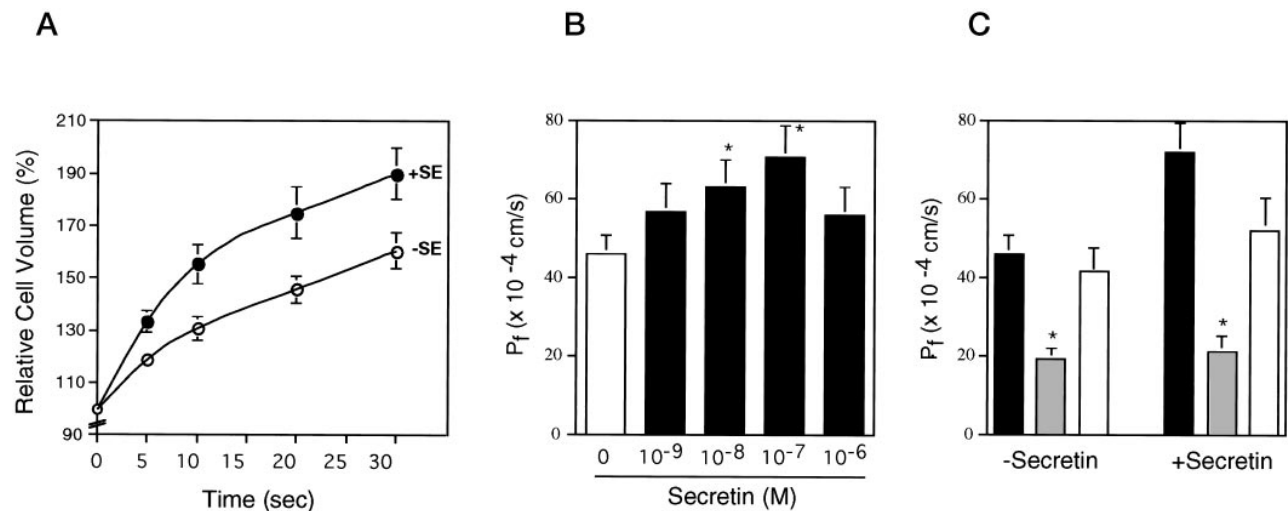 A
Relative Cell Volume (%)
210
190
170
150
130
110
90
+SE
-SE
0 5 10 15 20 25 30
Time (sec)
B
P_f (x 10^-4 cm/s)
80
60
40
20
0
* *
0 10^-9 10^-8 10^-7 10^-6
Secretin (M)
C
P_f (x 10^-4 cm/s)
80
60
40
20
0
* *
-Secretin +Secretin